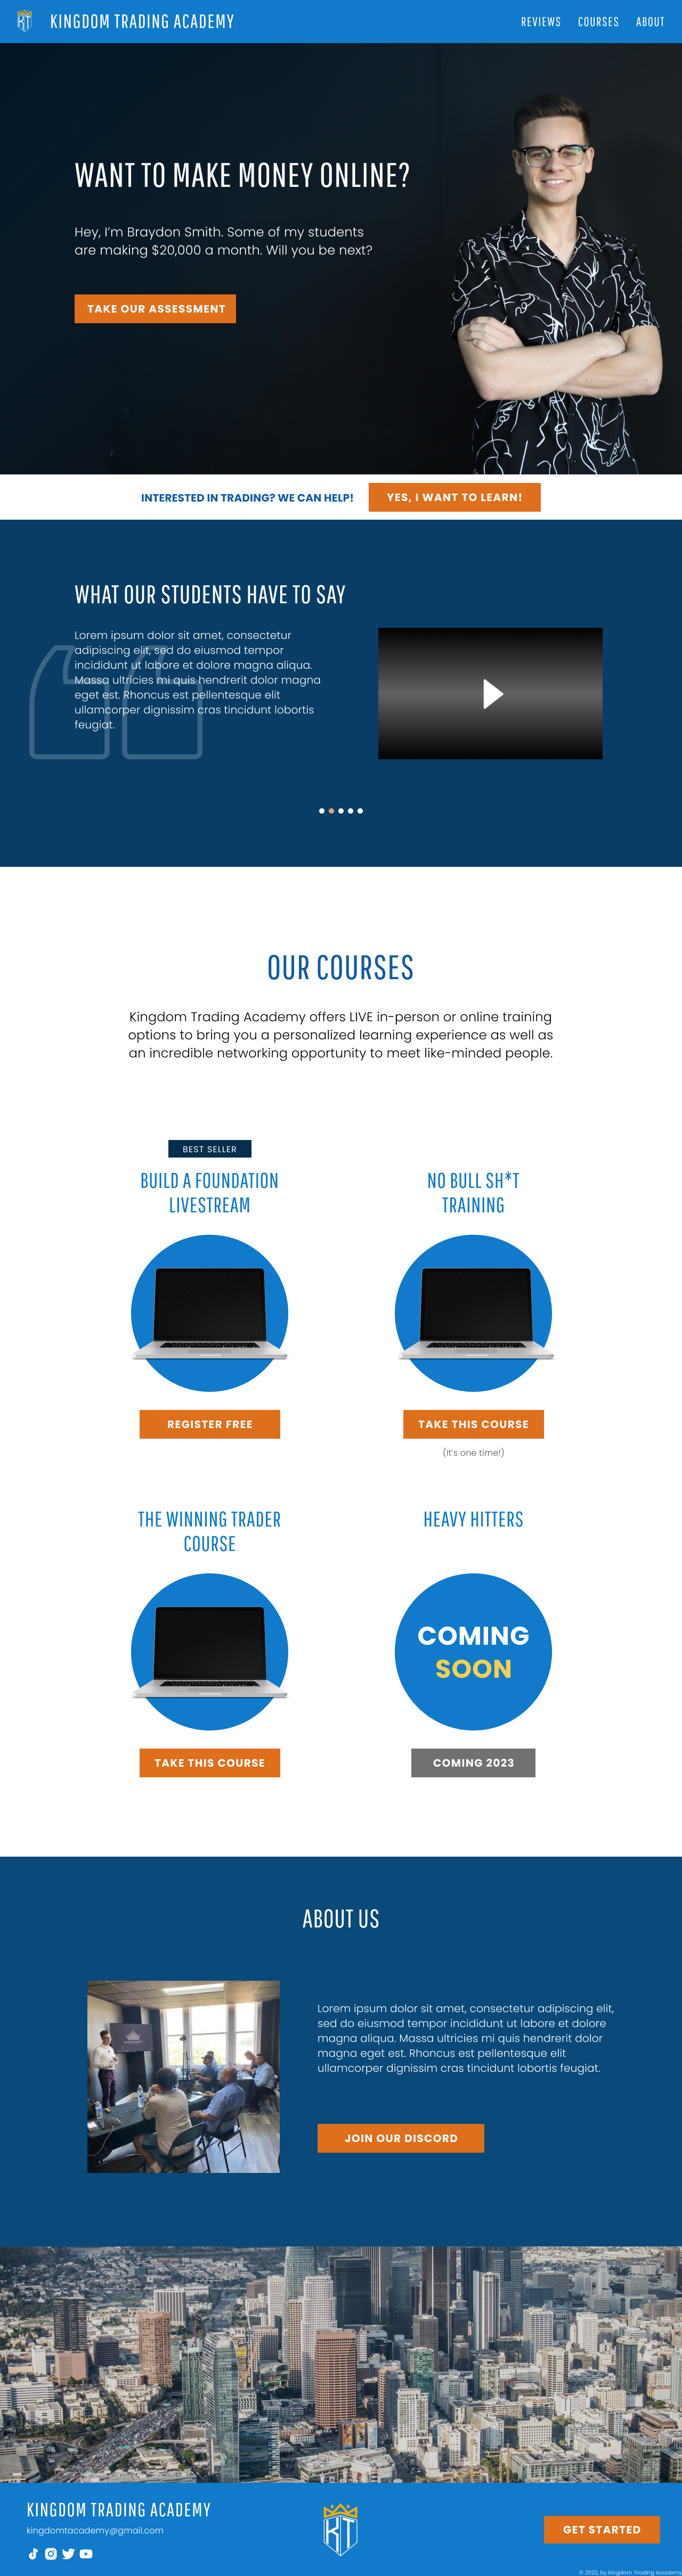 KINGDOM TRADING ACADEMY
REVIEWS COURSES ABOUT
WANT TO MAKE MONEY ONLINE?
Hey, I'm Braydon Smith. Some of my students
are making $20,000 a month. Will you be next?
TAKE OUR ASSESSMENT
INTERESTED IN TRADING? WE CAN HELP!
YES, I WANT TO LEARN!
WHAT OUR STUDENTS HAVE TO SAY
Lorem ipsum dolor sit amet, consectetur
adipiscing elit, sed do eiusmod tempor
incididunt ut labore et dolore magna aliqua.
Massa ultricies mi quis hendrerit dolor magna
eget est. Rhoncus est pellentesque elit
ullamcorper dignissim cras tincidunt lobortis
feugiat.
OUR COURSES
Kingdom Trading Academy offers LIVE in-person or online training
options to bring you a personalized learning experience as well as
an incredible networking opportunity to meet like-minded people.
BEST SELLER
BUILD A FOUNDATION
LIVESTREAM
REGISTER FREE
NO BULL SH*T
TRAINING
TAKE THIS COURSE
(It's one time!)
THE WINNING TRADER
COURSE
TAKE THIS COURSE
HEAVY HITTERS
COMING
SOON
COMING 2023
ABOUT US
Lorem ipsum dolor sit amet, consectetur adipiscing elit,
sed do eiusmod tempor incididunt ut labore et dolore
magna aliqua. Massa ultricies mi quis hendrerit dolor
magna eget est. Rhoncus est pellentesque elit
ullamcorper dignissim cras tincidunt lobortis feugiat.
JOIN OUR DISCORD
KINGDOM TRADING ACADEMY
kingdomtacademy@gmail.com
KT
GET STARTED
© 2022, by Kingdom Trading Academy